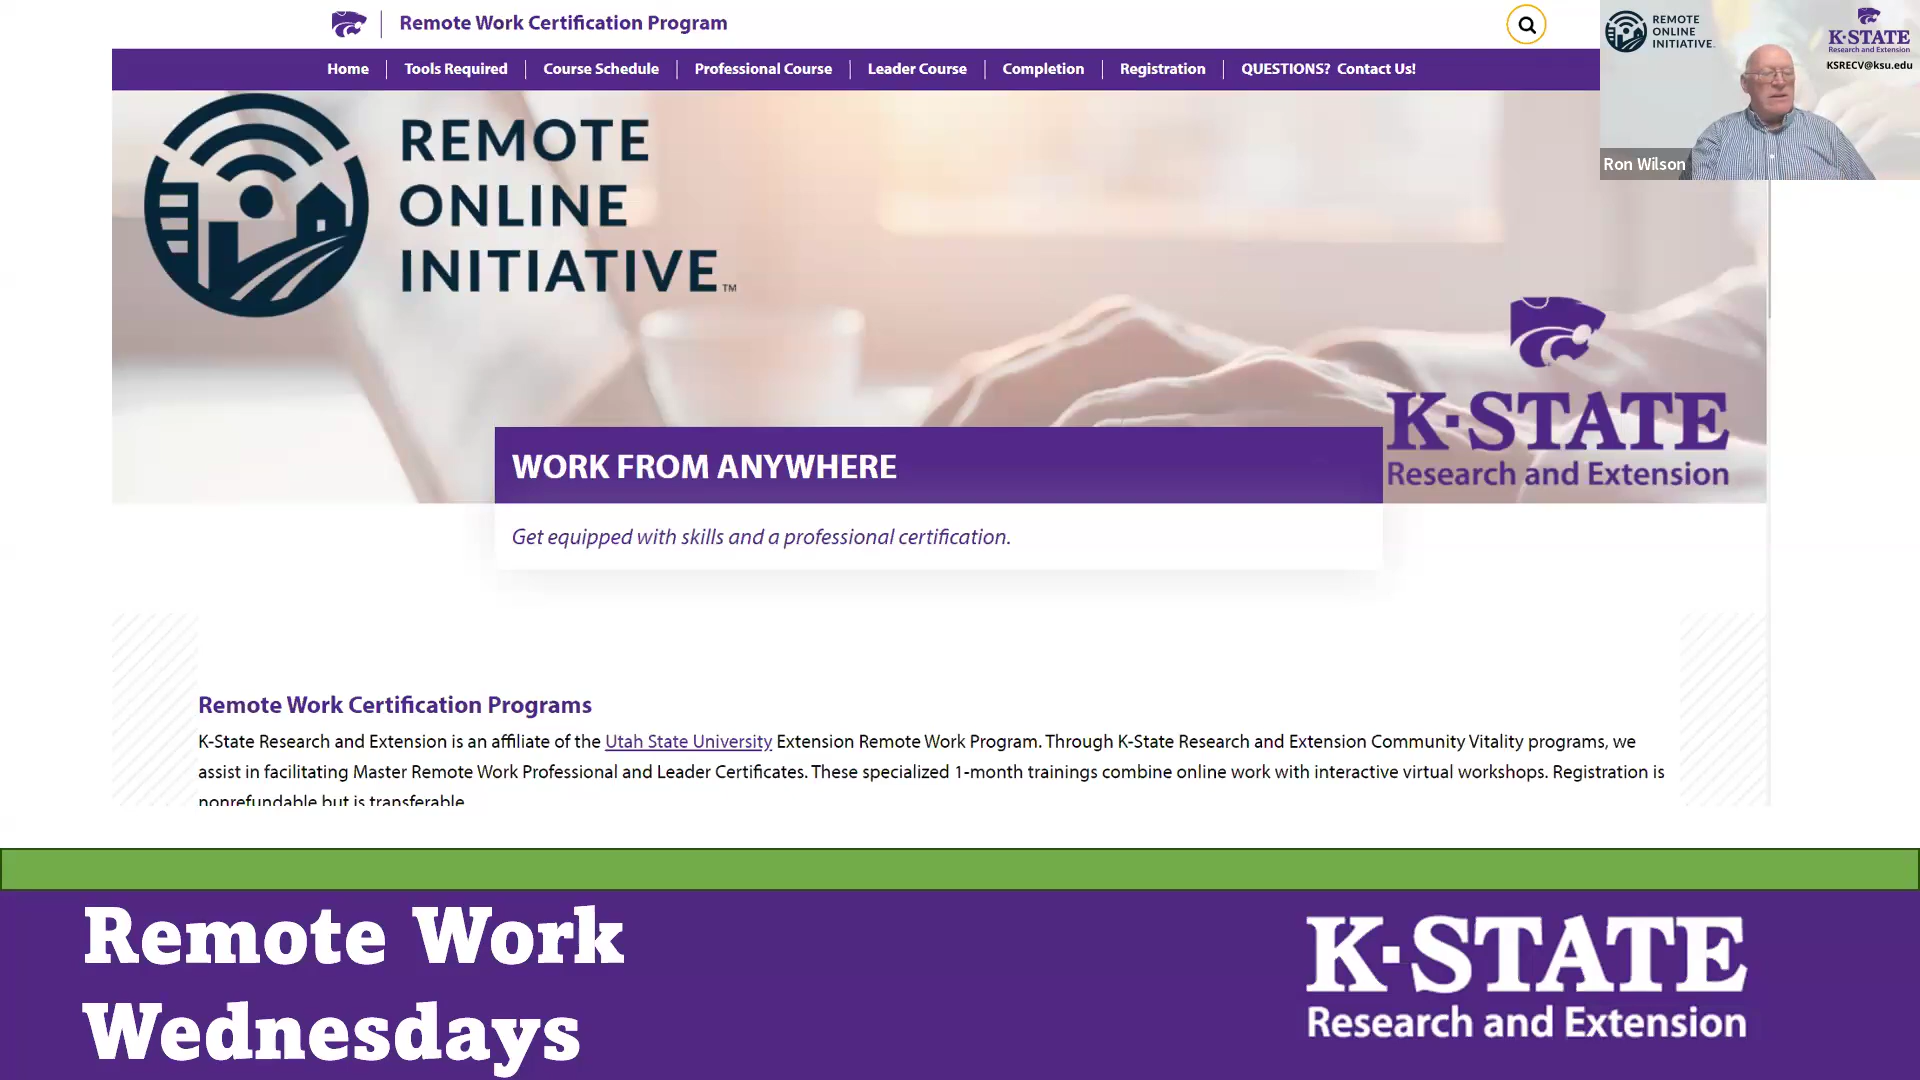 Remote Work Certification Program
Home
Tools Required
Course Schedule
Professional Course
Leader Course
Completion
Registration
QUESTIONS? Contact Us!
REMOTE
ONLINE
INITIATIVE
K-STATE
Research and Extension
KSRECV@ksu.edu
Ron Wilson
REMOTE
ONLINE
INITIATIVE™
K·STATE
Research and Extension
WORK FROM ANYWHERE
Get equipped with skills and a professional certification.
Remote Work Certification Programs
K-State Research and Extension is an affiliate of the Utah State University Extension Remote Work Program. Through K-State Research and Extension Community Vitality programs, we
assist in facilitating Master Remote Work Professional and Leader Certificates. These specialized 1-month trainings combine online work with interactive virtual workshops. Registration is
nonrefundable but is transferable.
Remote Work
Wednesdays
K·STATE
Research and Extension